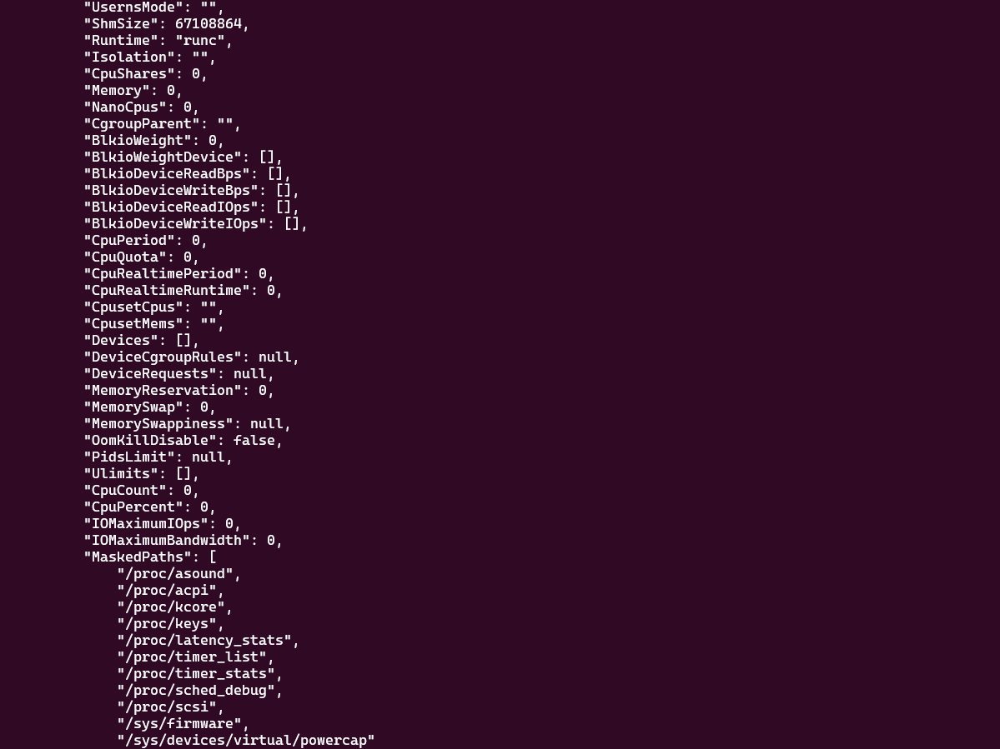 "UsernsMode": "",
"ShmSize": 67108864,
"Runtime": "runc",
"Isolation": "",
"CpuShares": 0,
"Memory": 0,
"NanoCpus": 0,
"CgroupParent": "",
"BlkioWeight": 0,
"BlkioWeightDevice": [],
"BlkioDeviceReadBps": [],
"BlkioDeviceWriteBps": [],
"BlkioDeviceReadIOps": [],
"BlkioDeviceWriteIOps": [],
"CpuPeriod": 0,
"CpuQuota": 0,
"CpuRealtimePeriod": 0,
"CpuRealtimeRuntime": 0,
"CpusetCpus": "",
"CpusetMems": "",
"Devices": [],
"DeviceCgroupRules": null,
"DeviceRequests": null,
"MemoryReservation": 0,
"MemorySwap": 0,
"MemorySwappiness": null,
"OomKillDisable": false,
"PidsLimit": null,
"Ulimits": [],
"CpuCount": 0,
"CpuPercent": 0,
"IOMaximumIOps": 0,
"IOMaximumBandwidth": 0,
"MaskedPaths": [
"/proc/asound",
"/proc/acpi",
"/proc/kcore",
"/proc/keys",
"/proc/latency_stats",
"/proc/timer_list",
"/proc/timer_stats",
"/proc/sched_debug",
"/proc/scsi",
"/sys/firmware",
"/sys/devices/virtual/powercap"